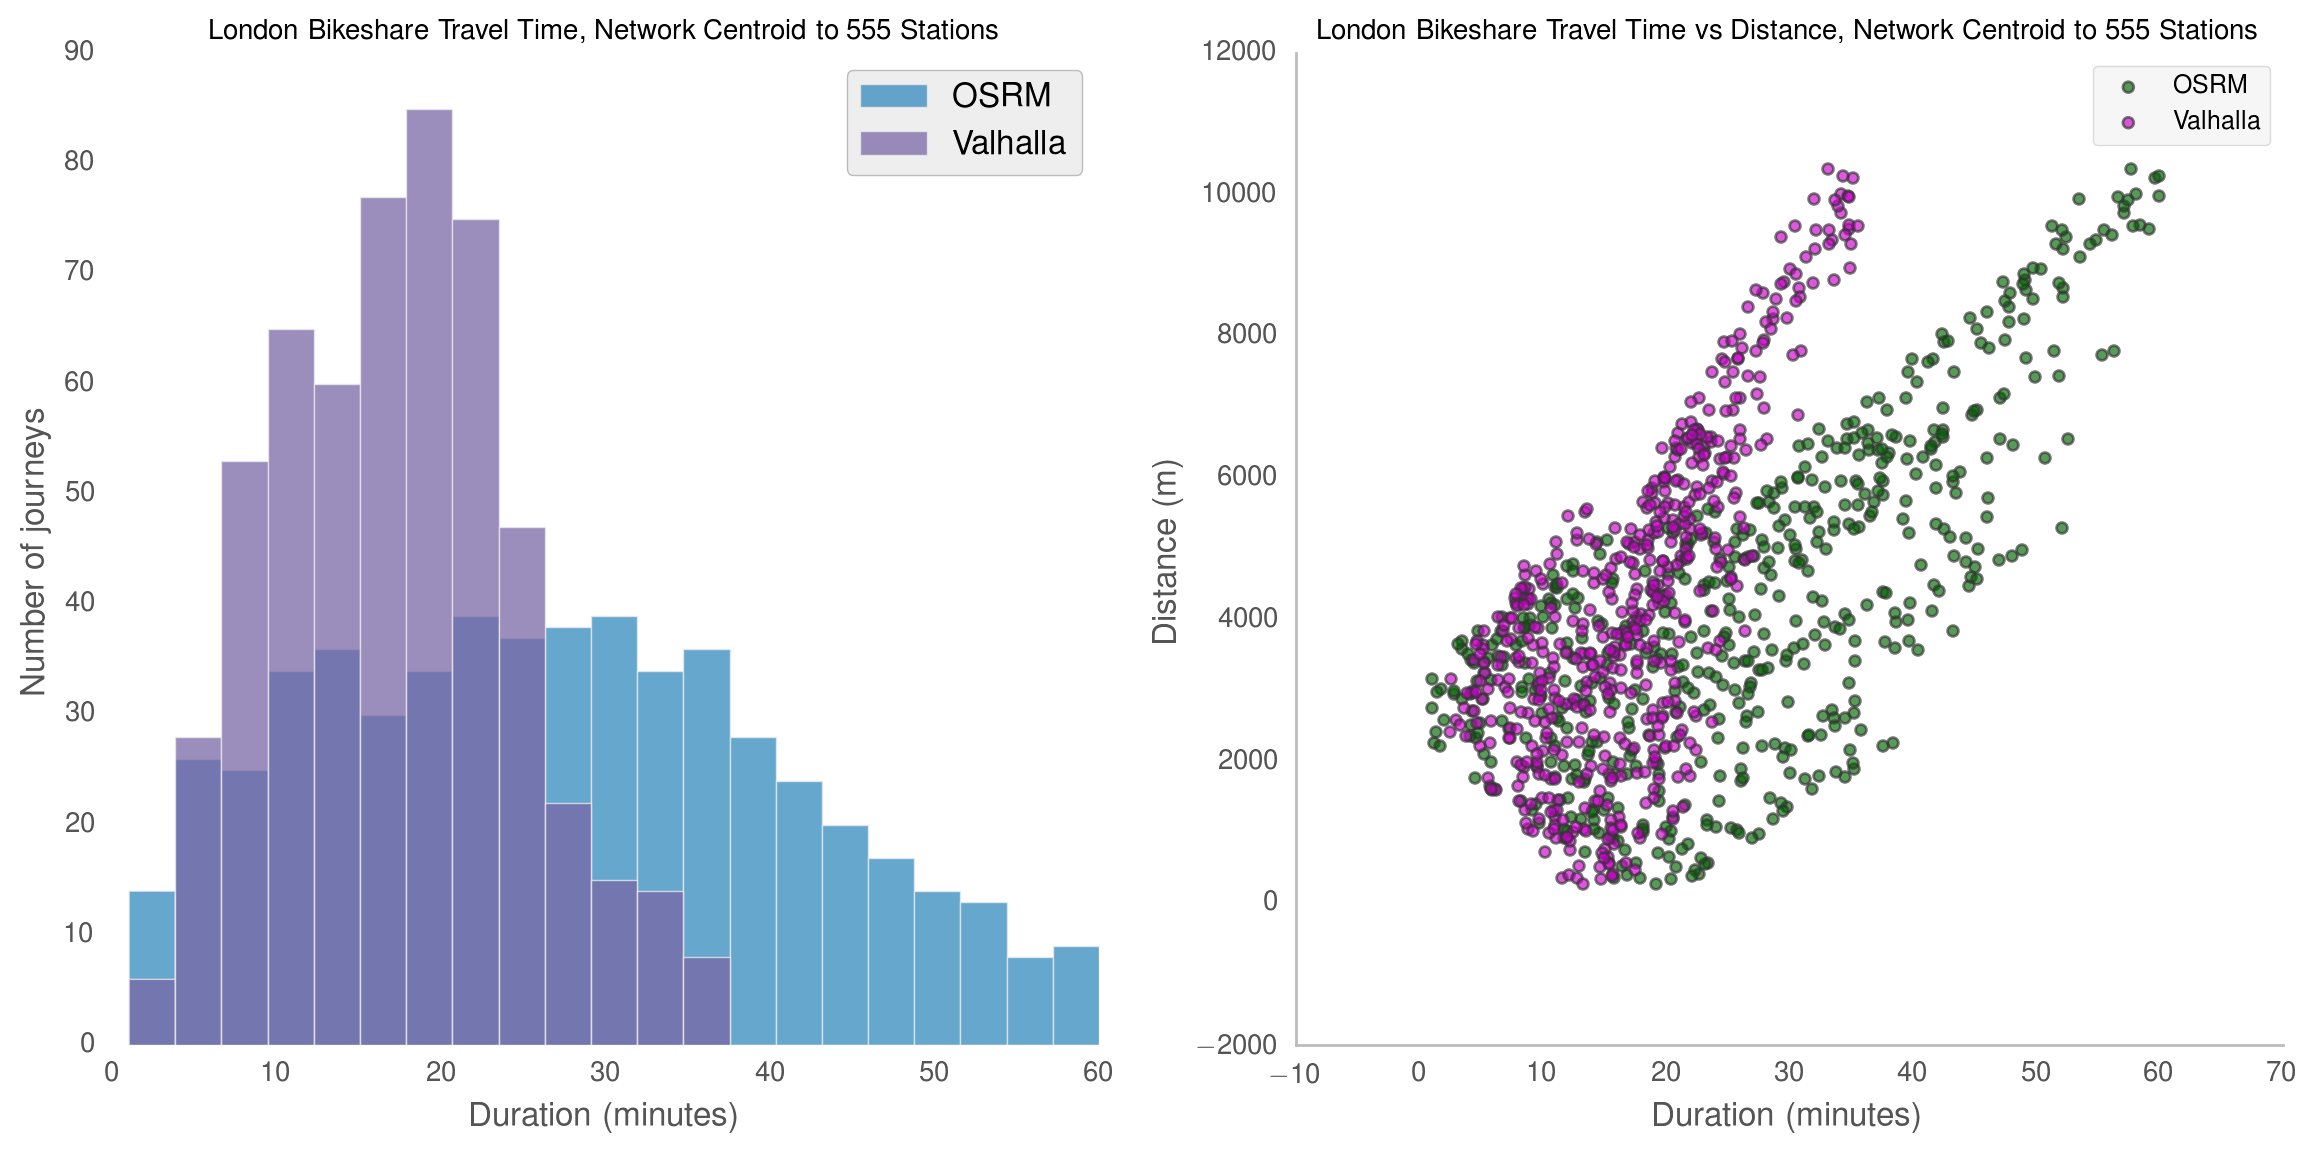 London Bikeshare Travel Time, Network Centroid to 555 Stations
90
80
70
60
50
40
30
20
10
0
Number of journeys
OSRM
Valhalla
0 10 20 30 40 50 60
Duration (minutes)
London Bikeshare Travel Time vs Distance, Network Centroid to 555 Stations
12000
10000
8000
6000
4000
2000
0
−2000
Distance (m)
OSRM
Valhalla
−10 0 10 20 30 40 50 60 70
Duration (minutes)